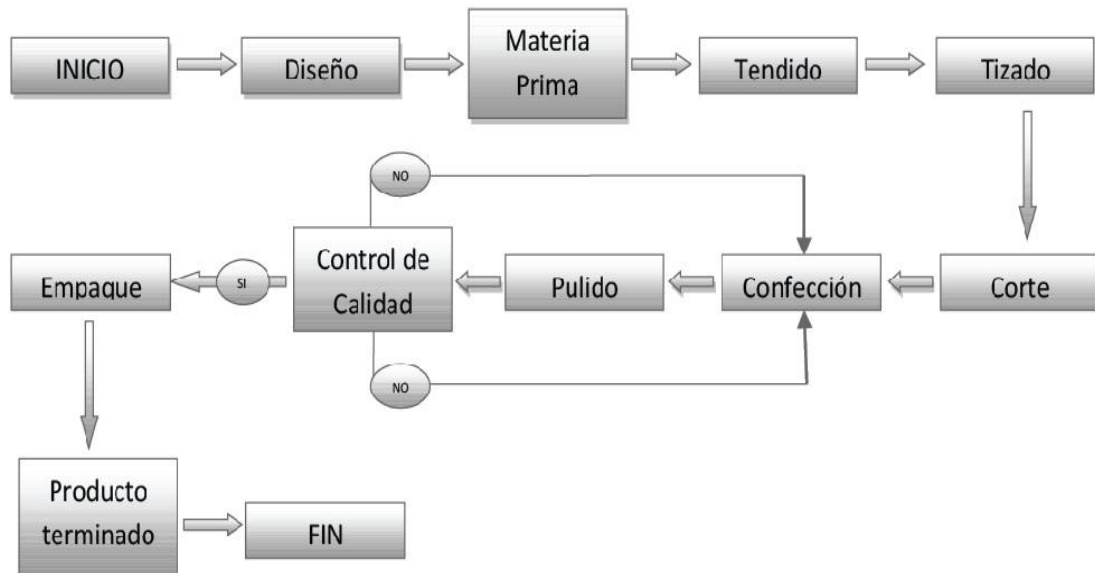 INICIO
Diseño
Materia
Prima
Tendido
Tizado
Corte
Confección
Pulido
Control de
Calidad
NO
NO
SI
Empaque
Producto
terminado
FIN